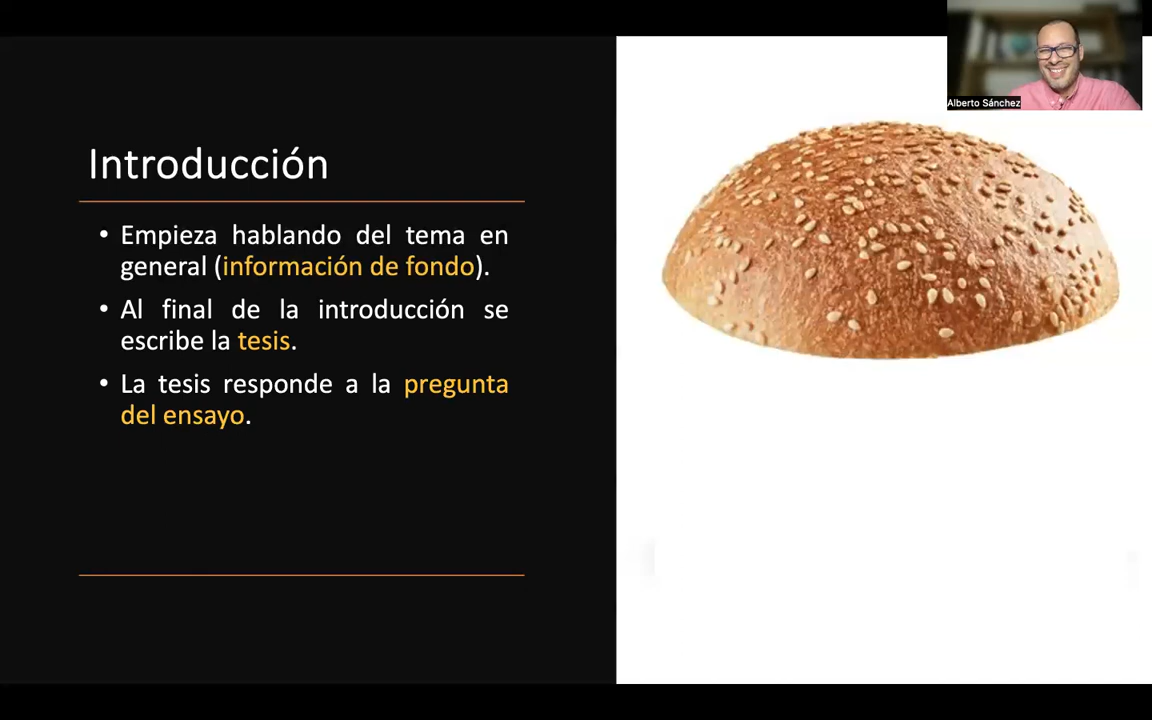 Alberto Sánchez
Introducción
• Empieza hablando del tema en
general (información de fondo).
• Al final de la introducción se
escribe la tesis.
• La tesis responde a la pregunta
del ensayo.